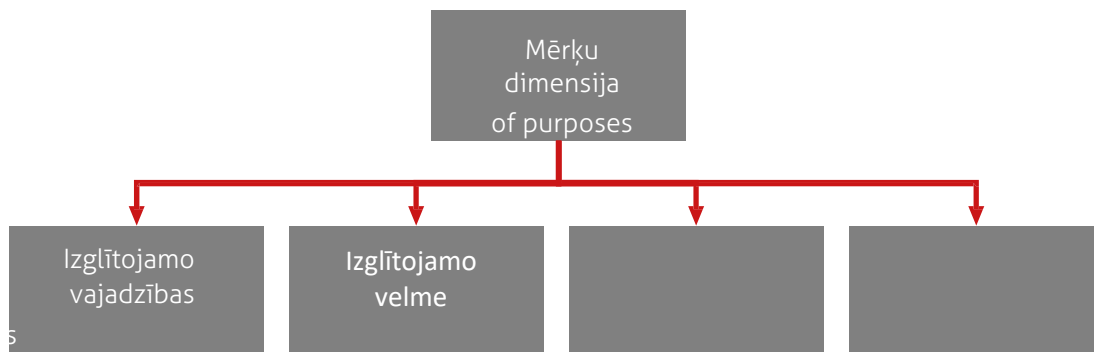 Mērķu
dimensija
of purposes
Izglītojamo
vajadzības
s
Izglītojamo
velme